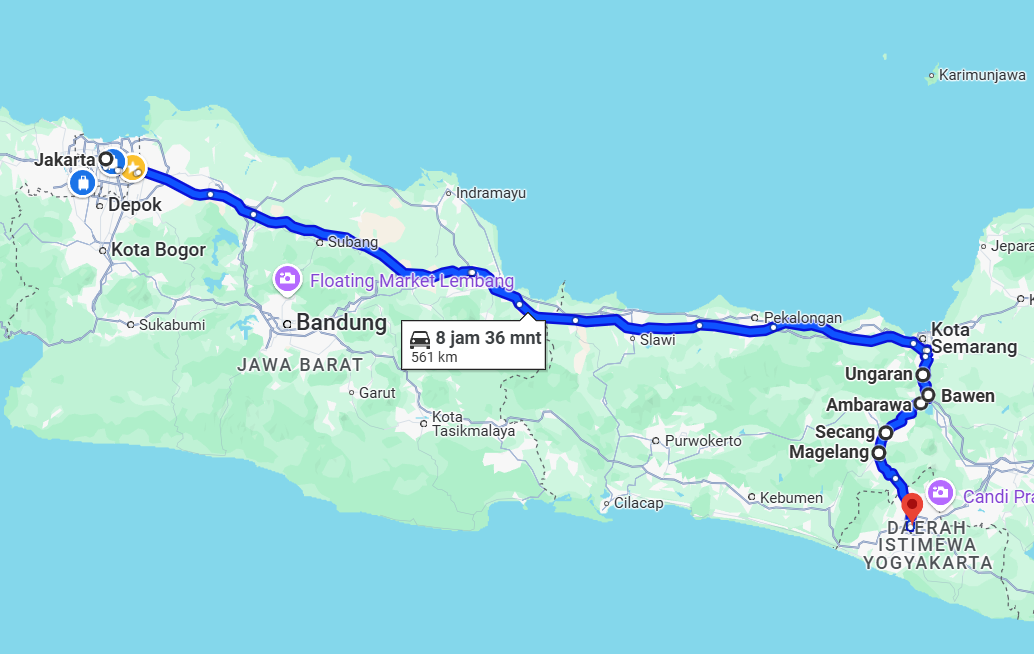 Karimunjawa
Jakarta
Indramayu
Depok
Subang
Jepara
Kota Bogor
Floating Market Lembang
Pekalongan
Sukabumi
Bandung
Kota
Semarang
8 jam 36 mnt
561 km
Slawi
JAWA BARAT
Ungaran
Garut
Bawen
Ambarawa
Kota
Tasikmalaya
Secang
Purwokerto
Magelang
Kebumen
Candi Pra
Cilacap
DAERAH
ISTIMEWA
YOGYAKARTA